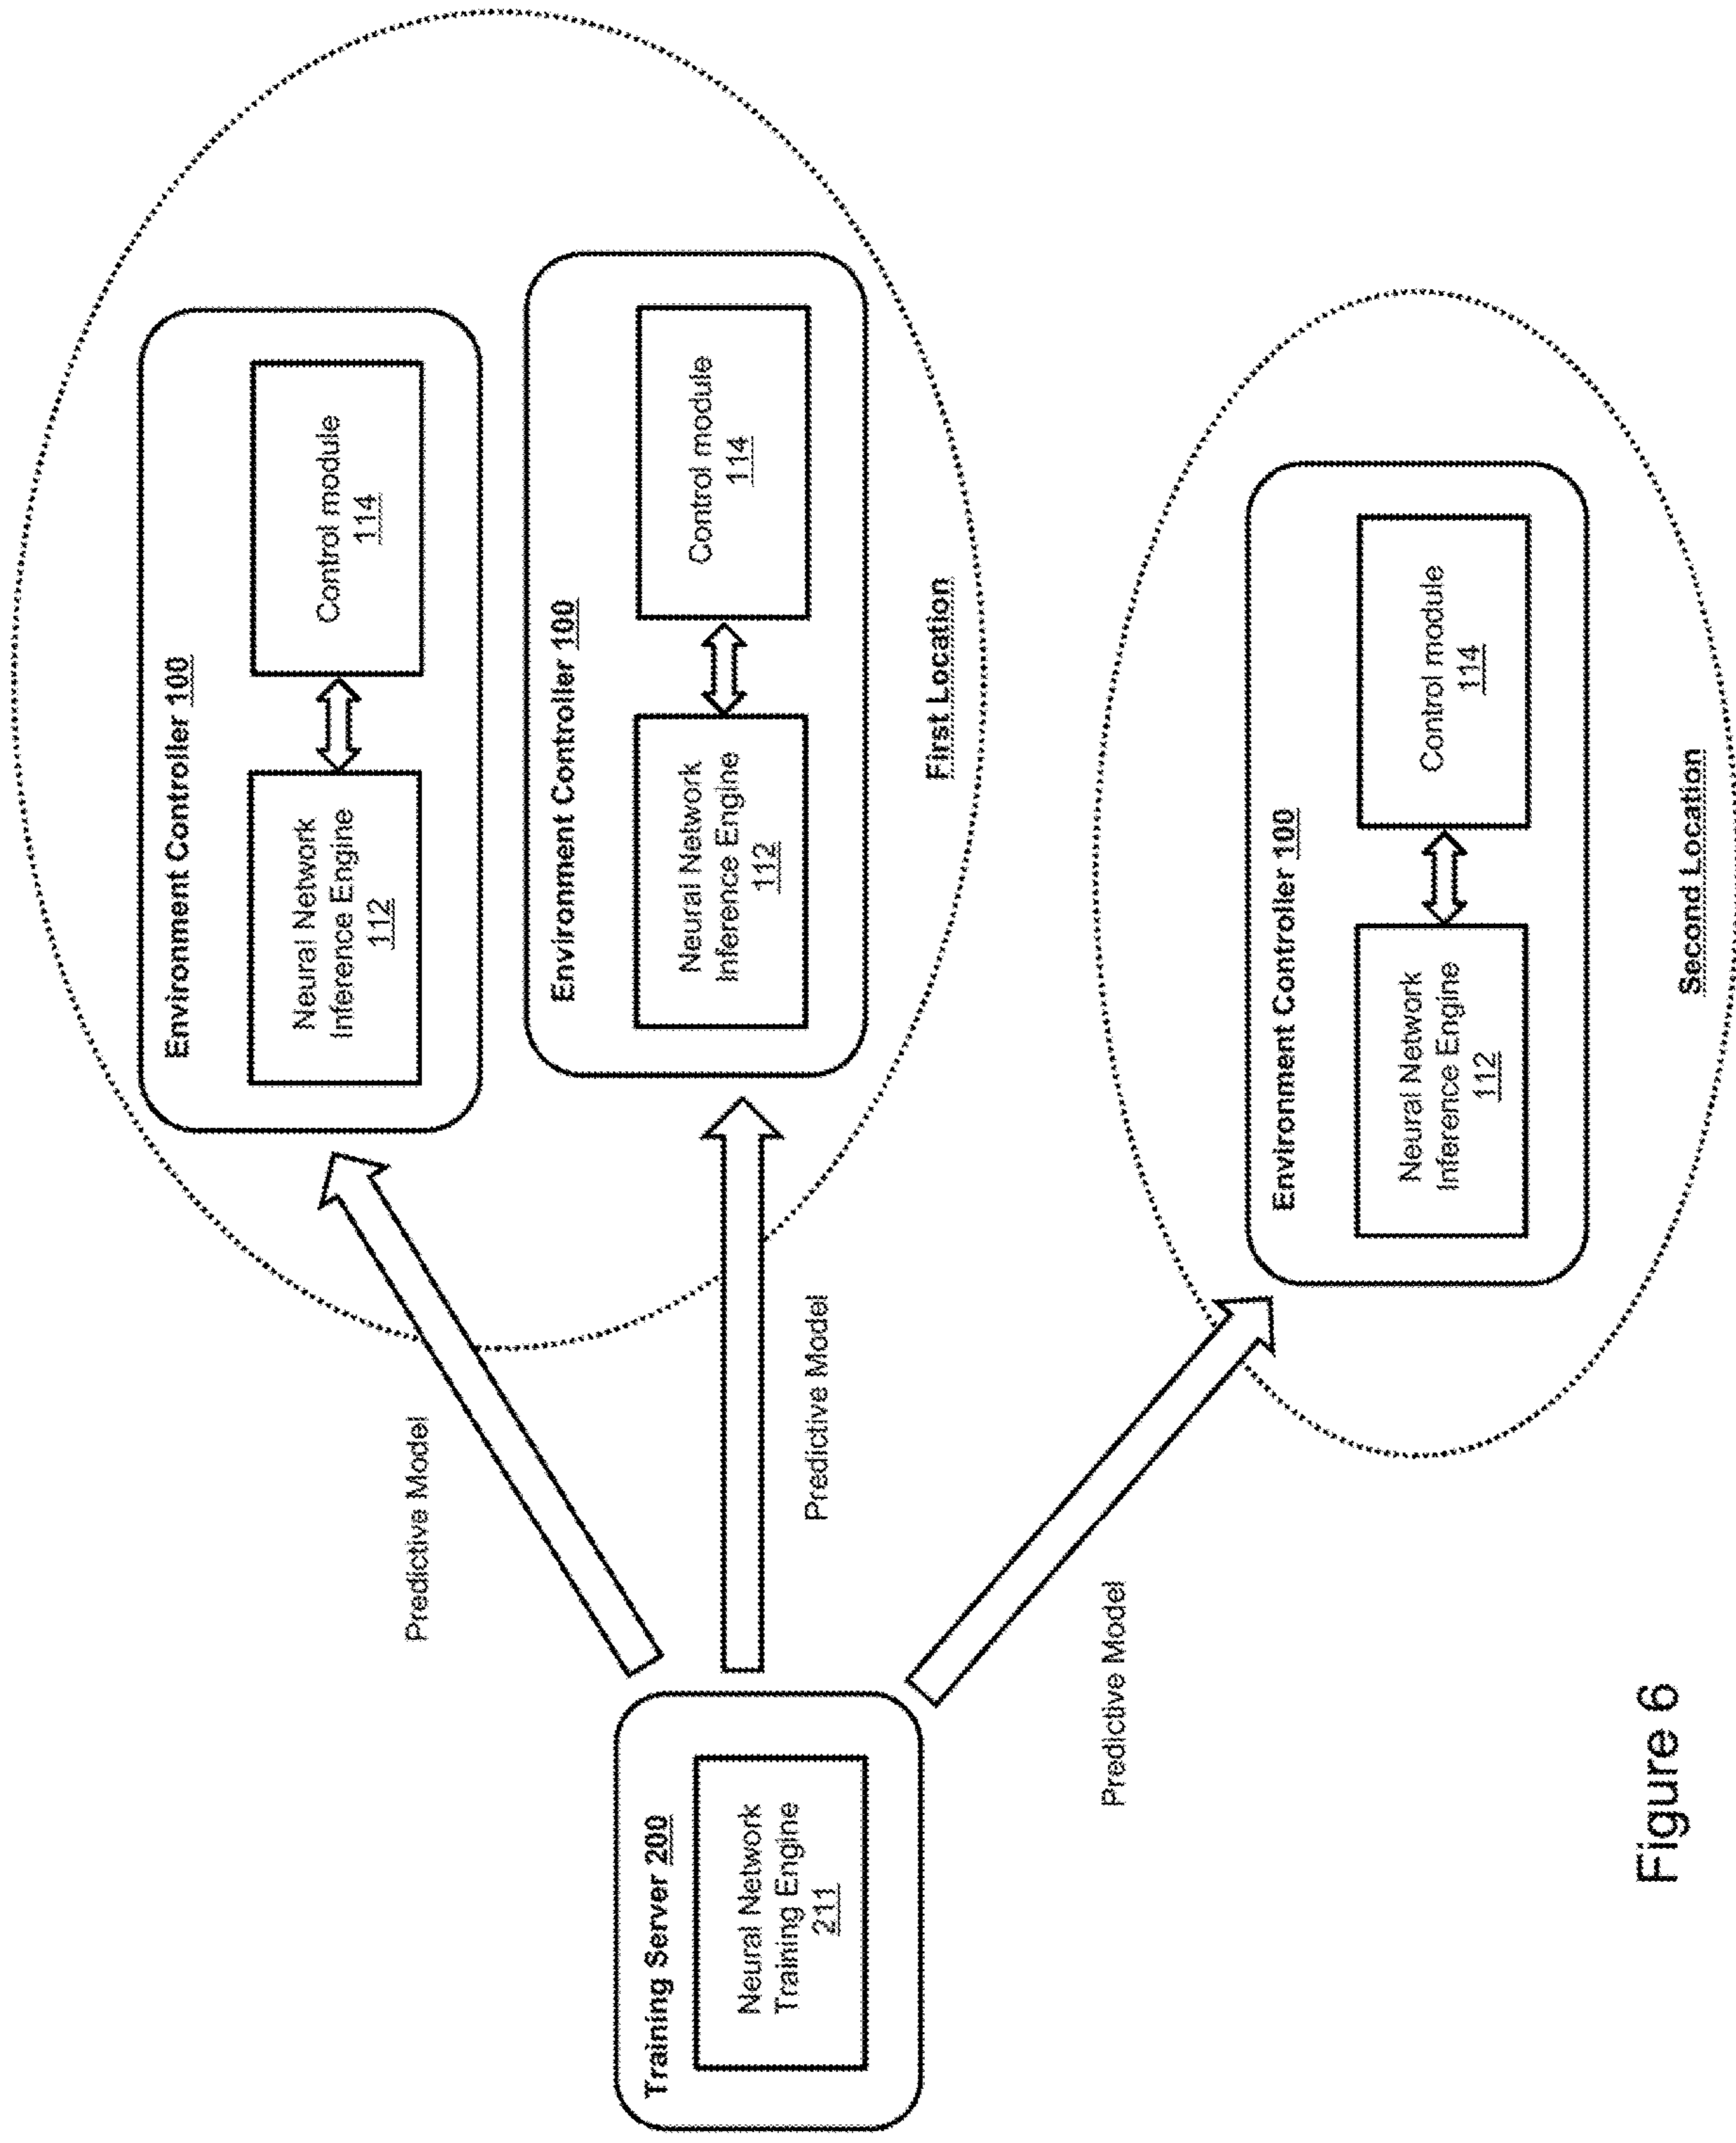 Training Server 200
Neural Network
Training Engine
211
Predictive Model
Predictive Model
Predictive Model
Environment Controller 100
Neural Network
Inference Engine
112
Control module
114
Environment Controller 100
Neural Network
Inference Engine
112
Control module
114
First Location
Environment Controller 100
Neural Network
Inference Engine
112
Control module
114
Second Location
Figure 6